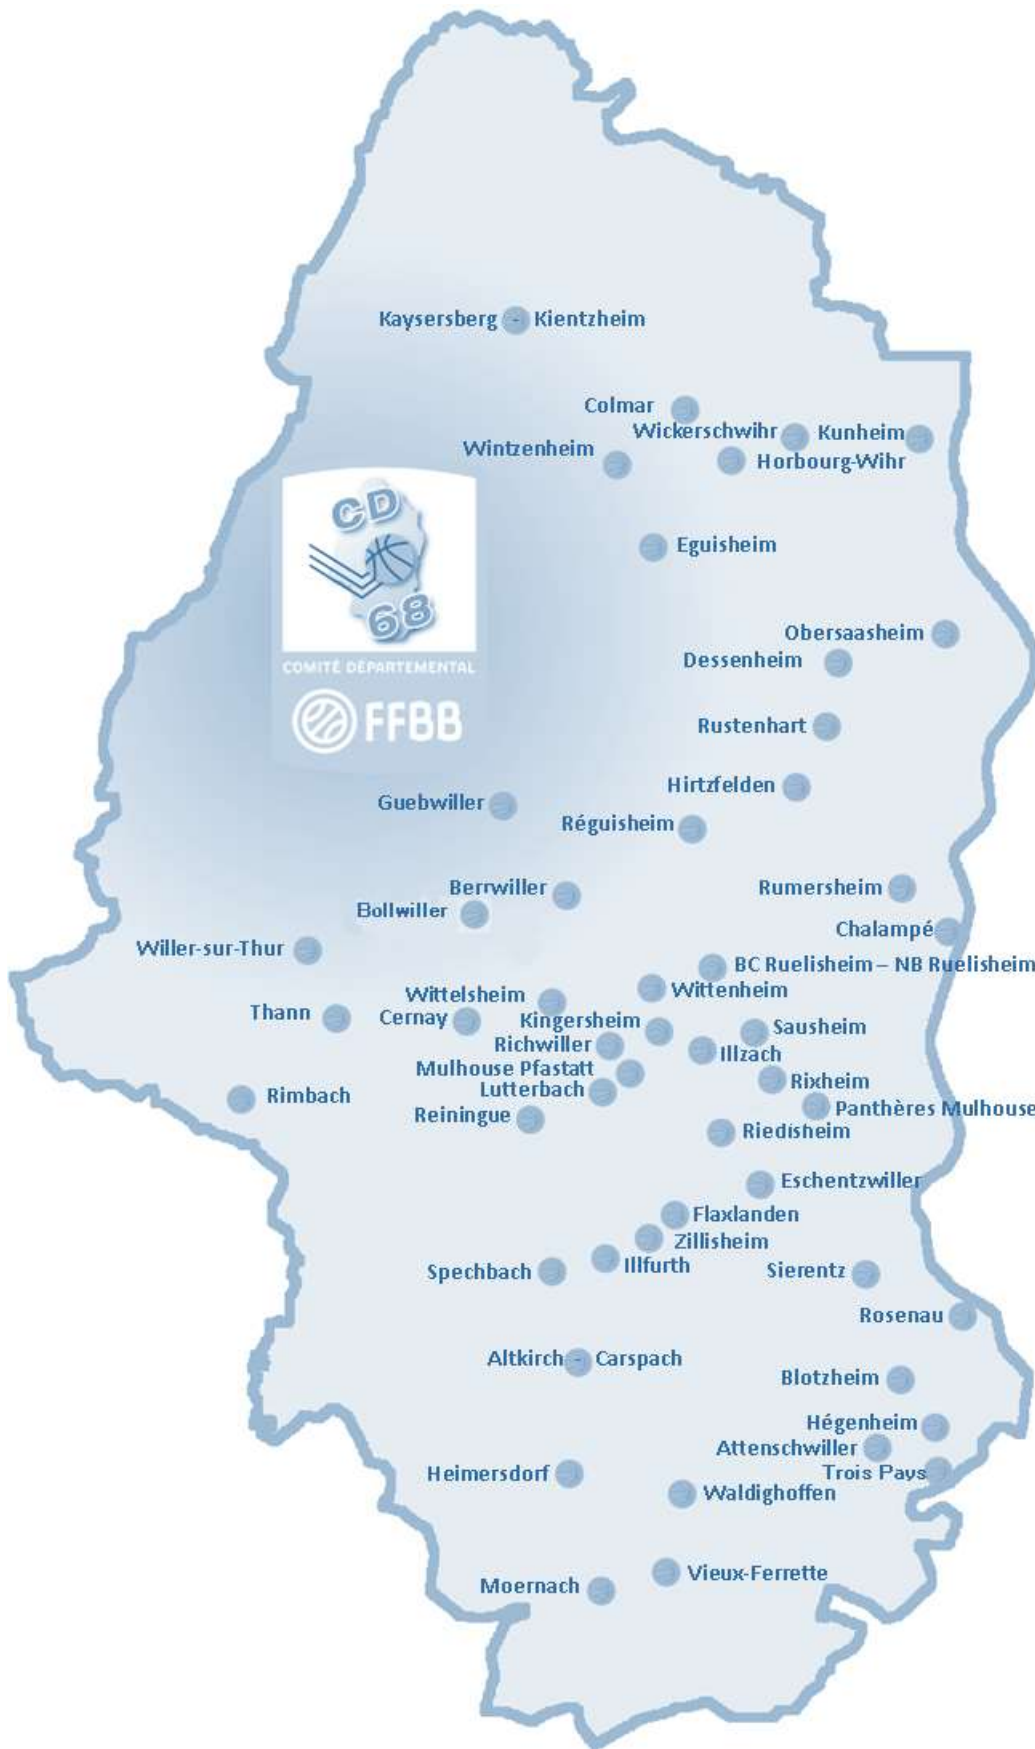 Kaysersberg - Kientzheim
Colmar
Wickerschwihr
Kunheim
Wintzenheim
Horbourg-Wihr
CD
68
COMITÉ DÉPARTEMENTAL
FFBB
Eguisheim
Obersaasheim
Dessenheim
Rustenhart
Hirtzfelden
Guebwiller
Réguisheim
Berrwiller
Rumersheim
Bollwiller
Chalampé
Willer-sur-Thur
BC Ruelisheim – NB Ruelisheim
Wittenheim
Wittelsheim
Thann
Cernay
Kingersheim
Sausheim
Richwiller
Illzach
Mulhouse Pfastatt
Rixheim
Lutterbach
Rimbach
Panthères Mulhouse
Reiningue
Riedisheim
Eschentzwiller
Flaxlanden
Zillisheim
Illfurth
Spechbach
Sierentz
Rosenau
Altkirch - Carspach
Blotzheim
Hégenheim
Attenschwiller
Trois Pays
Heimersdorf
Waldighoffen
Vieux-Ferrette
Moernach